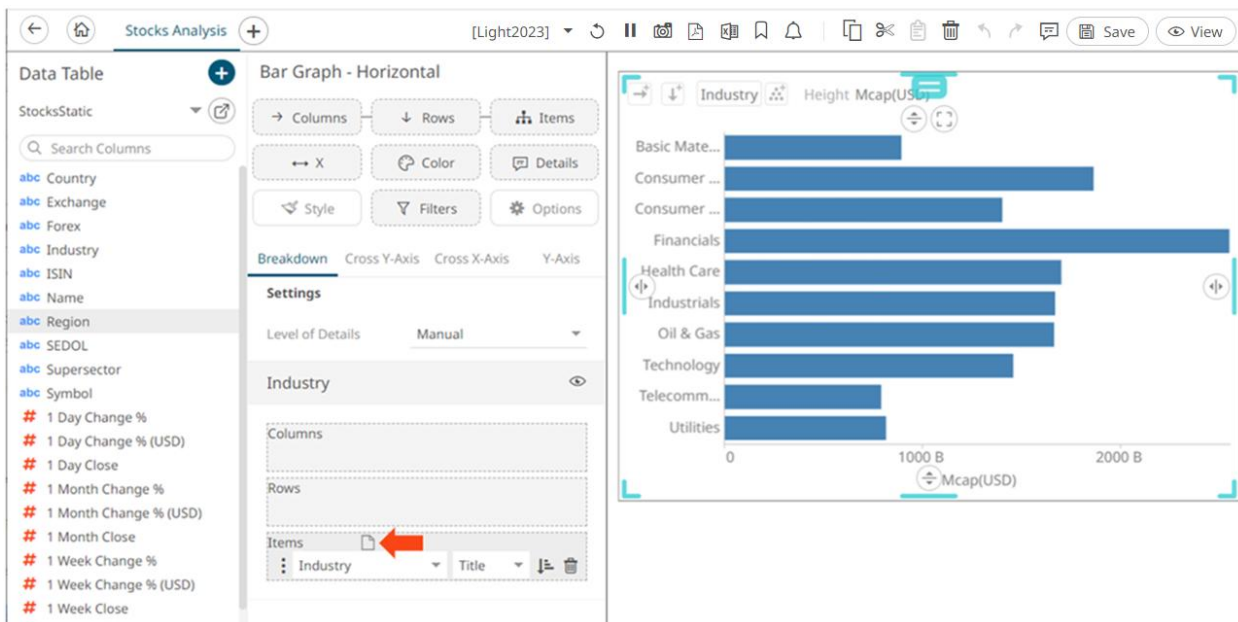 Stocks Analysis
[Light2023]
Save
View
Data Table
StocksStatic
Search Columns
abc Country
abc Exchange
abc Forex
abc Industry
abc ISIN
abc Name
abc Region
abc SEDOL
abc Supersector
abc Symbol
# 1 Day Change %
# 1 Day Change % (USD)
# 1 Day Close
# 1 Month Change %
# 1 Month Change % (USD)
# 1 Month Close
# 1 Week Change %
# 1 Week Change % (USD)
# 1 Week Close
Bar Graph - Horizontal
Columns Rows Items
X Color Details
Style Filters Options
Breakdown Cross Y-Axis Cross X-Axis Y-Axis
Settings
Level of Details Manual
Industry
Columns
Rows
Items
Industry Title
Industry Height Mcap(USD)
Basic Mate...
Consumer ...
Consumer ...
Financials
Health Care
Industrials
Oil & Gas
Technology
Telecomm...
Utilities
0 1000 B 2000 B
Mcap(USD)